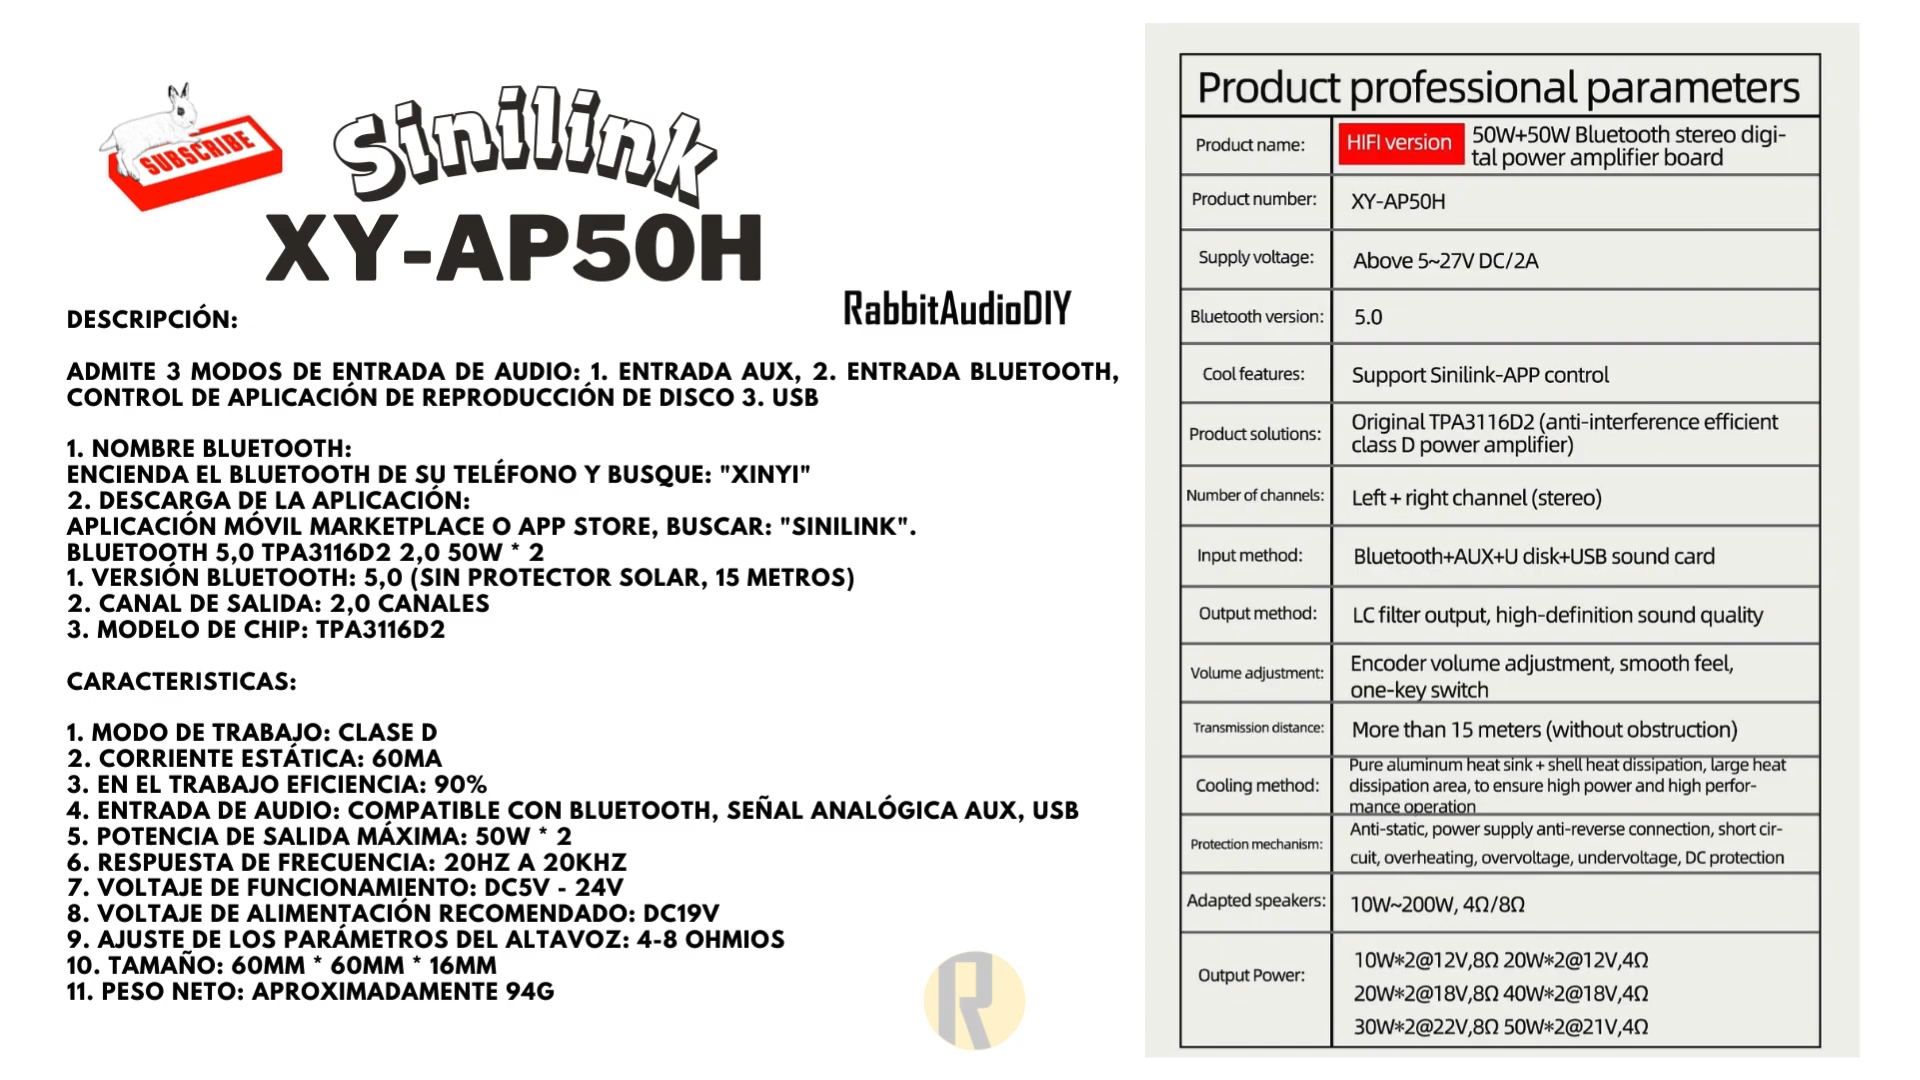 SUBSCRIBE
Sinilink
XY-AP50H
RabbitAudioDIY
DESCRIPCIÓN:
ADMITE 3 MODOS DE ENTRADA DE AUDIO: 1. ENTRADA AUX, 2. ENTRADA BLUETOOTH,
CONTROL DE APLICACIÓN DE REPRODUCCIÓN DE DISCO 3. USB
1. NOMBRE BLUETOOTH:
ENCIENDA EL BLUETOOTH DE SU TELÉFONO Y BUSQUE: "XINYI"
2. DESCARGA DE LA APLICACIÓN:
APLICACIÓN MÓVIL MARKETPLACE O APP STORE, BUSCAR: "SINILINK".
BLUETOOTH 5,0 TPA3116D2 2,0 50W * 2
1. VERSIÓN BLUETOOTH: 5,0 (SIN PROTECTOR SOLAR, 15 METROS)
2. CANAL DE SALIDA: 2,0 CANALES
3. MODELO DE CHIP: TPA3116D2
CARACTERISTICAS:
1. MODO DE TRABAJO: CLASE D
2. CORRIENTE ESTÁTICA: 60MA
3. EN EL TRABAJO EFICIENCIA: 90%
4. ENTRADA DE AUDIO: COMPATIBLE CON BLUETOOTH, SEÑAL ANALÓGICA AUX, USB
5. POTENCIA DE SALIDA MÁXIMA: 50W * 2
6. RESPUESTA DE FRECUENCIA: 20HZ A 20KHZ
7. VOLTAJE DE FUNCIONAMIENTO: DC5V - 24V
8. VOLTAJE DE ALIMENTACIÓN RECOMENDADO: DC19V
9. AJUSTE DE LOS PARÁMETROS DEL ALTAVOZ: 4-8 OHMIOS
10. TAMAÑO: 60MM * 60MM * 16MM
11. PESO NETO: APROXIMADAMENTE 94G
R
Product professional parameters
Product name: HIFI version 50W+50W Bluetooth stereo digi-
tal power amplifier board
Product number: XY-AP50H
Supply voltage: Above 5~27V DC/2A
Bluetooth version: 5.0
Cool features: Support Sinilink-APP control
Product solutions: Original TPA3116D2 (anti-interference efficient
class D power amplifier)
Number of channels: Left + right channel (stereo)
Input method: Bluetooth+AUX+U disk+USB sound card
Output method: LC filter output, high-definition sound quality
Volume adjustment: Encoder volume adjustment, smooth feel,
one-key switch
Transmission distance: More than 15 meters (without obstruction)
Cooling method: Pure aluminum heat sink + shell heat dissipation, large heat
dissipation area, to ensure high power and high perfor-
mance operation
Protection mechanism: Anti-static, power supply anti-reverse connection, short cir-
cuit, overheating, overvoltage, undervoltage, DC protection
Adapted speakers: 10W~200W, 4Ω/8Ω
Output Power: 10W*2@12V,8Ω 20W*2@12V,4Ω
20W*2@18V,8Ω 40W*2@18V,4Ω
30W*2@22V,8Ω 50W*2@21V,4Ω